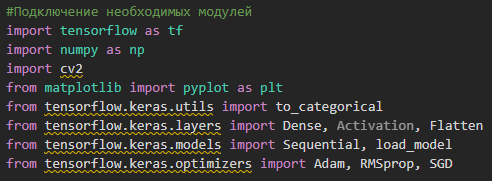 #Подключение необходимых модулей
import tensorflow as tf
import numpy as np
import cv2
from matplotlib import pyplot as plt
from tensorflow.keras.utils import to_categorical
from tensorflow.keras.layers import Dense, Activation, Flatten
from tensorflow.keras.models import Sequential, load_model
from tensorflow.keras.optimizers import Adam, RMSprop, SGD